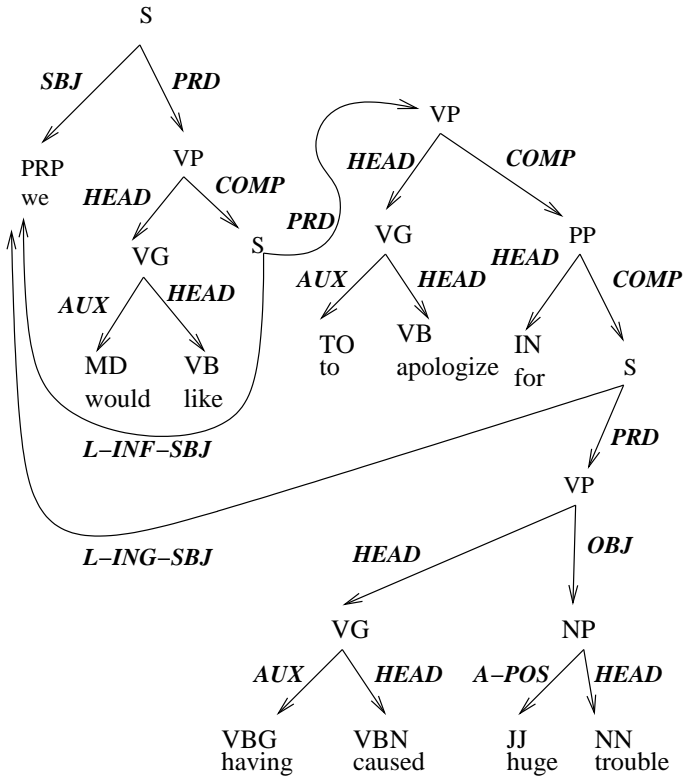 S
SBJ PRD
VP
PRP
we
VP
HEAD COMP
HEAD COMP
PRD
VG S
VG PP
AUX HEAD
AUX HEAD
HEAD COMP
MD VB
would like
TO VB
to apologize
IN S
for
L–INF–SBJ
PRD
VP
L–ING–SBJ
HEAD OBJ
VG NP
AUX HEAD A–POS HEAD
VBG VBN JJ NN
having caused huge trouble